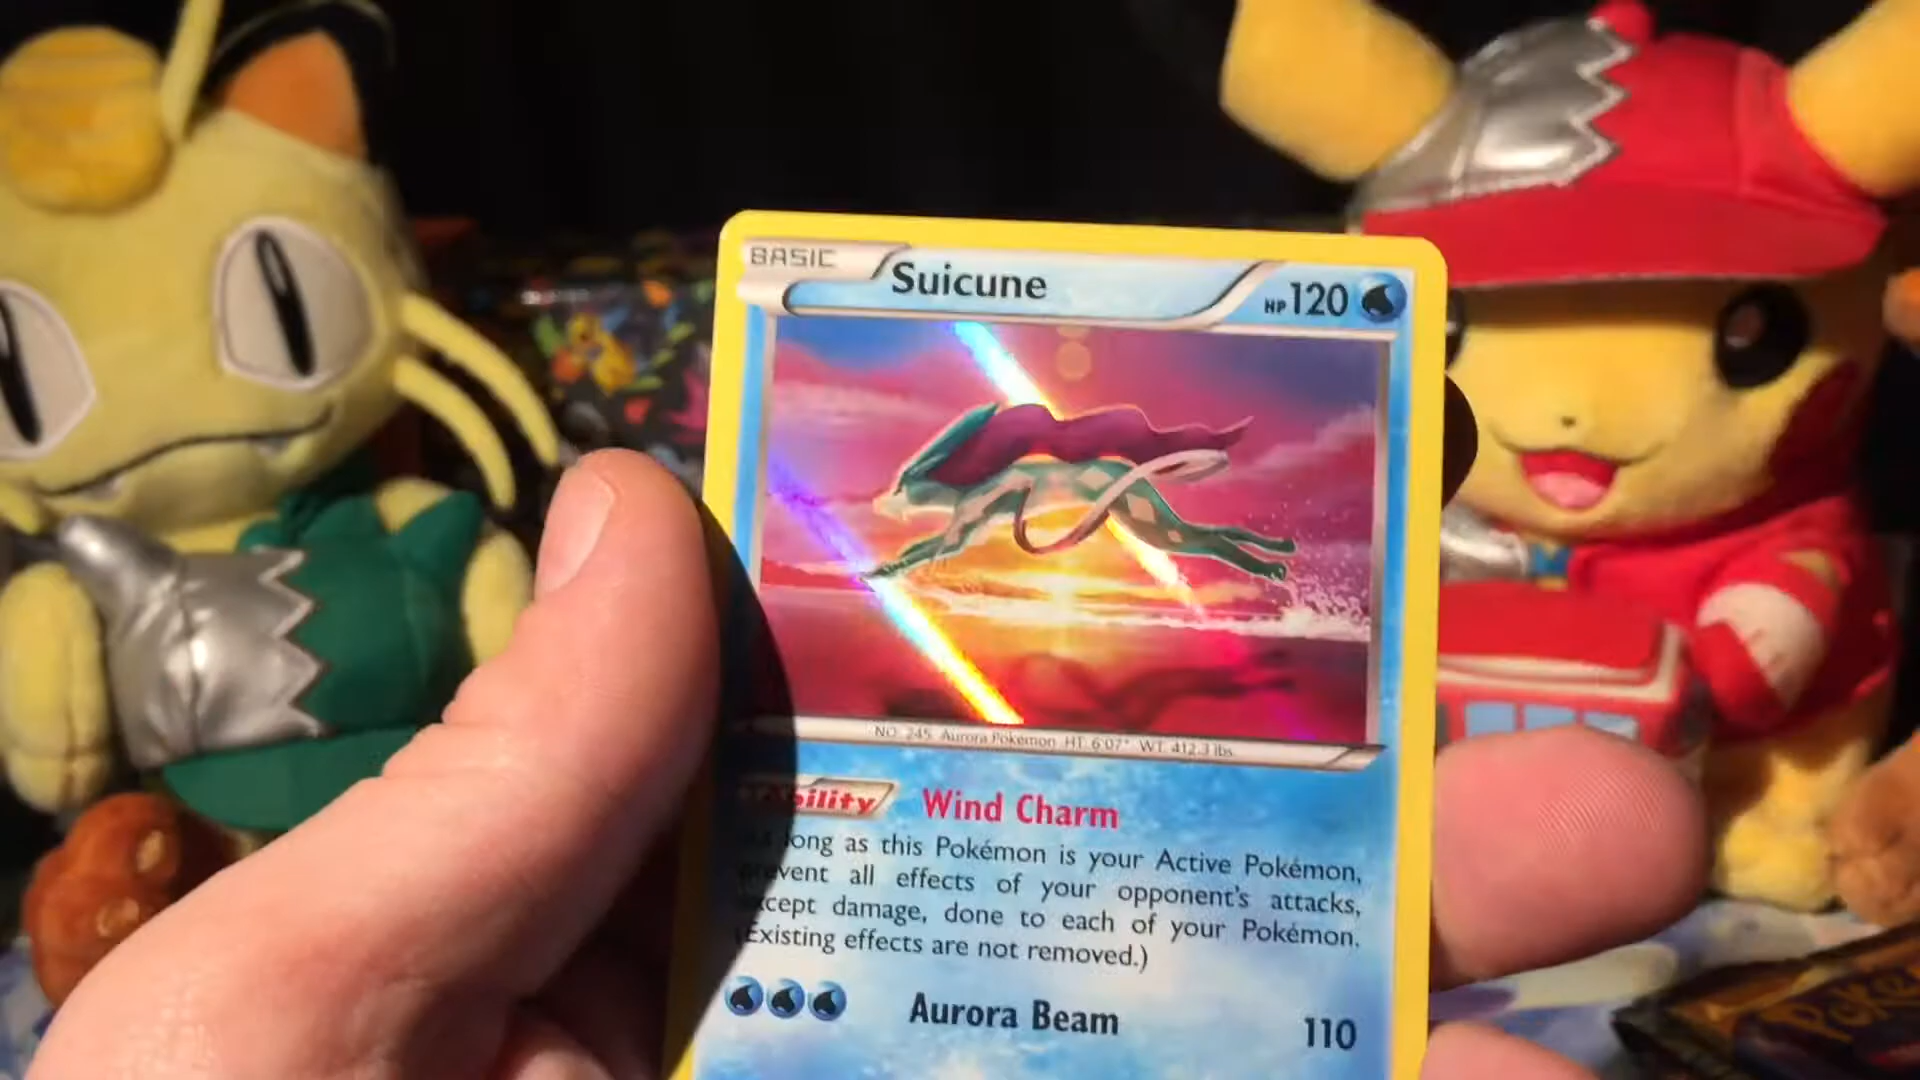 BASIC
Suicune
HP 120
NO. 245 Aurora Pokémon HT: 6'07" WT: 412.3 lbs.
Ability Wind Charm
long as this Pokémon is your Active Pokémon,
prevent all effects of your opponent's attacks,
except damage, done to each of your Pokémon.
(Existing effects are not removed.)
Aurora Beam 110